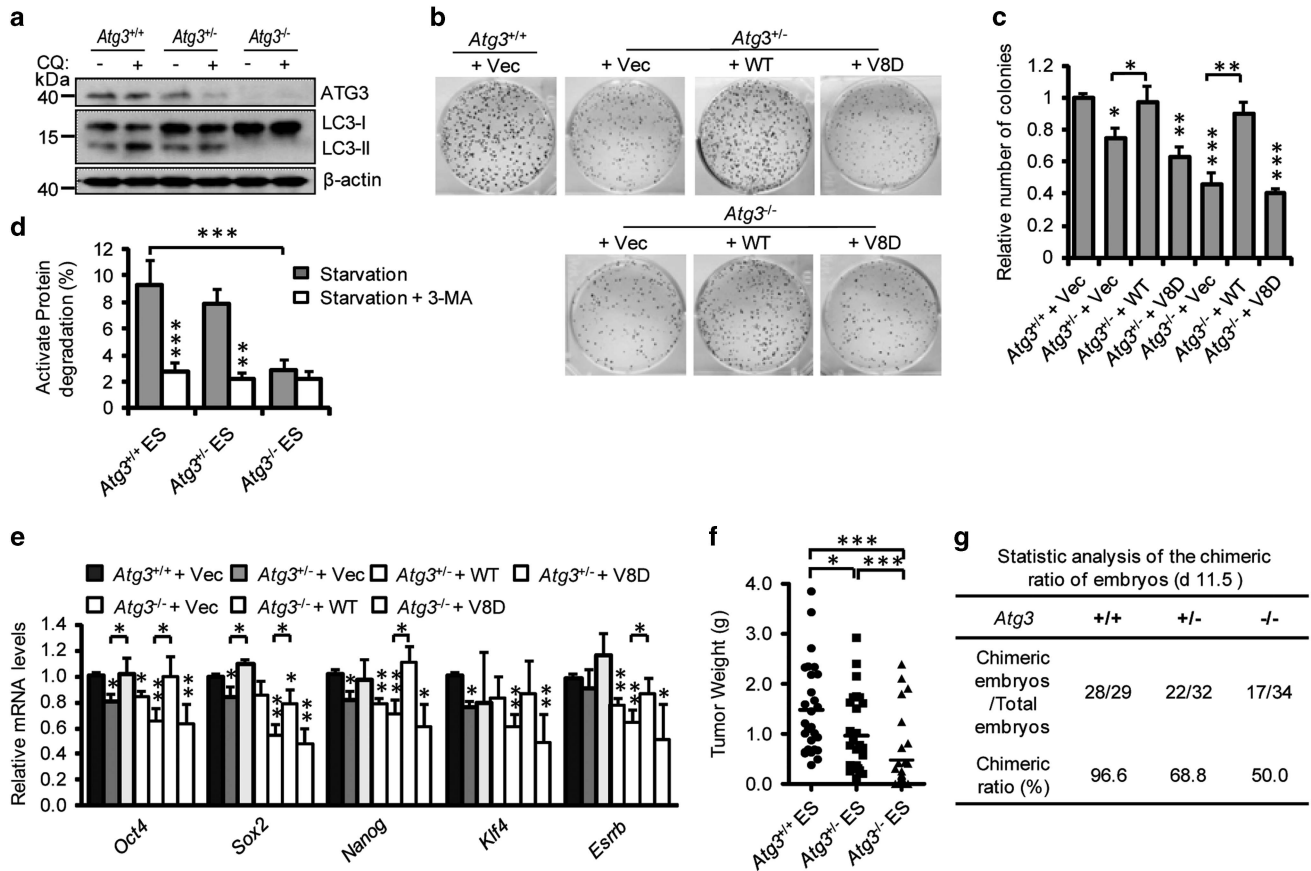 a
Atg3+/+ Atg3+/- Atg3-/-
CQ: - + - + - +
kDa
40 ATG3
LC3-I
15
LC3-II
40 β-actin
b
Atg3+/+ Atg3+/-
+ Vec + Vec + WT + V8D
Atg3-/-
+ Vec + WT + V8D
c
Relative number of colonies
1.2
1
0.8
0.6
0.4
0.2
0
* ** * ** *** ***
Atg3+/+ + Vec
Atg3+/- + Vec
Atg3+/- + WT
Atg3+/- + V8D
Atg3-/- + Vec
Atg3-/- + WT
Atg3-/- + V8D
d
Activate Protein
degradation (%)
12
10
8
6
4
2
0
***
*** **
Starvation
Starvation + 3-MA
Atg3+/+ ES
Atg3+/- ES
Atg3-/- ES
e
Atg3+/+ + Vec Atg3+/- + Vec Atg3+/- + WT Atg3+/- + V8D
Atg3-/- + Vec Atg3-/- + WT Atg3-/- + V8D
Relative mRNA levels
1.4
1.2
1.0
0.8
0.6
0.4
0.2
0.0
Oct4
Sox2
Nanog
Klf4
Esrrb
f
Tumor Weight (g)
4.0
3.0
2.0
1.0
0.0
***
* ***
Atg3+/+ ES
Atg3+/- ES
Atg3-/- ES
g
Statistic analysis of the chimeric
ratio of embryos (d 11.5 )
Atg3 +/+ +/- -/-
Chimeric
embryos
/Total
embryos
28/29 22/32 17/34
Chimeric
ratio (%)
96.6 68.8 50.0